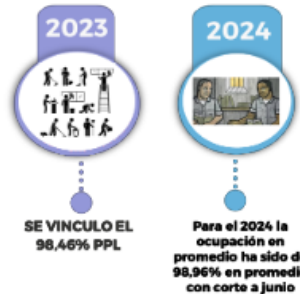 2023
2024
SE VINCULO EL
98,46% PPL
Para el 2024 la
ocupación en
promedio ha sido d
98,96% en promedi
con corte a junio